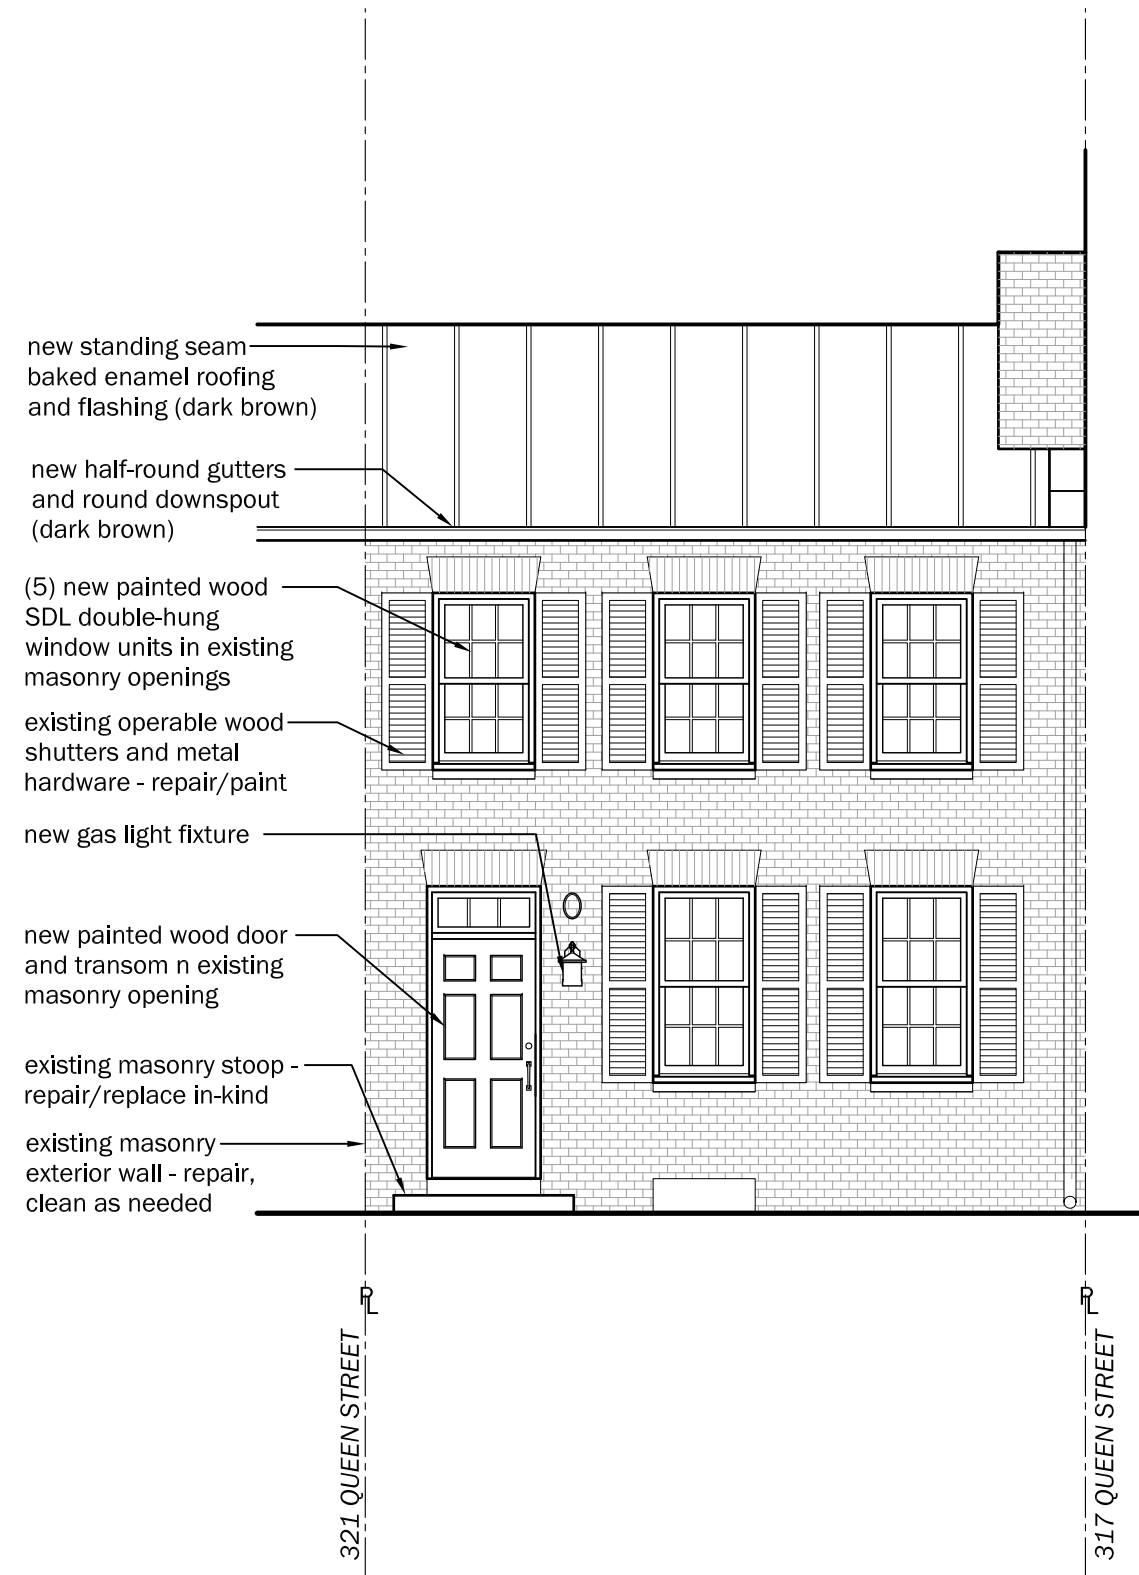 new standing seam
baked enamel roofing
and flashing (dark brown)
new half-round gutters
and round downspout
(dark brown)
(5) new painted wood
SDL double-hung
window units in existing
masonry openings
existing operable wood
shutters and metal
hardware - repair/paint
new gas light fixture
new painted wood door
and transom n existing
masonry opening
existing masonry stoop -
repair/replace in-kind
existing masonry
exterior wall - repair,
clean as needed
PL
321 QUEEN STREET
PL
317 QUEEN STREET